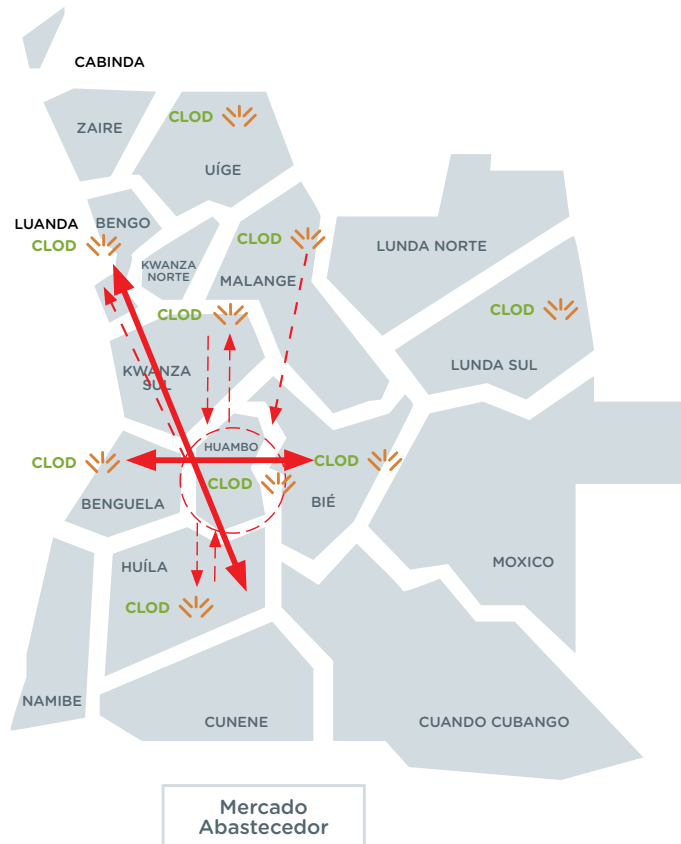 CABINDA
CLOD
ZAIRE
UÍGE
LUANDA
BENGO
CLOD
CLOD
LUNDA NORTE
KWANZA
NORTE
MALANGE
CLOD
CLOD
KWANZA
SUL
LUNDA SUL
HUAMBO
CLOD
CLOD
CLOD
BENGUELA
BIÉ
HUÍLA
MOXICO
CLOD
NAMIBE
CUNENE
CUANDO CUBANGO
Mercado
Abastecedor